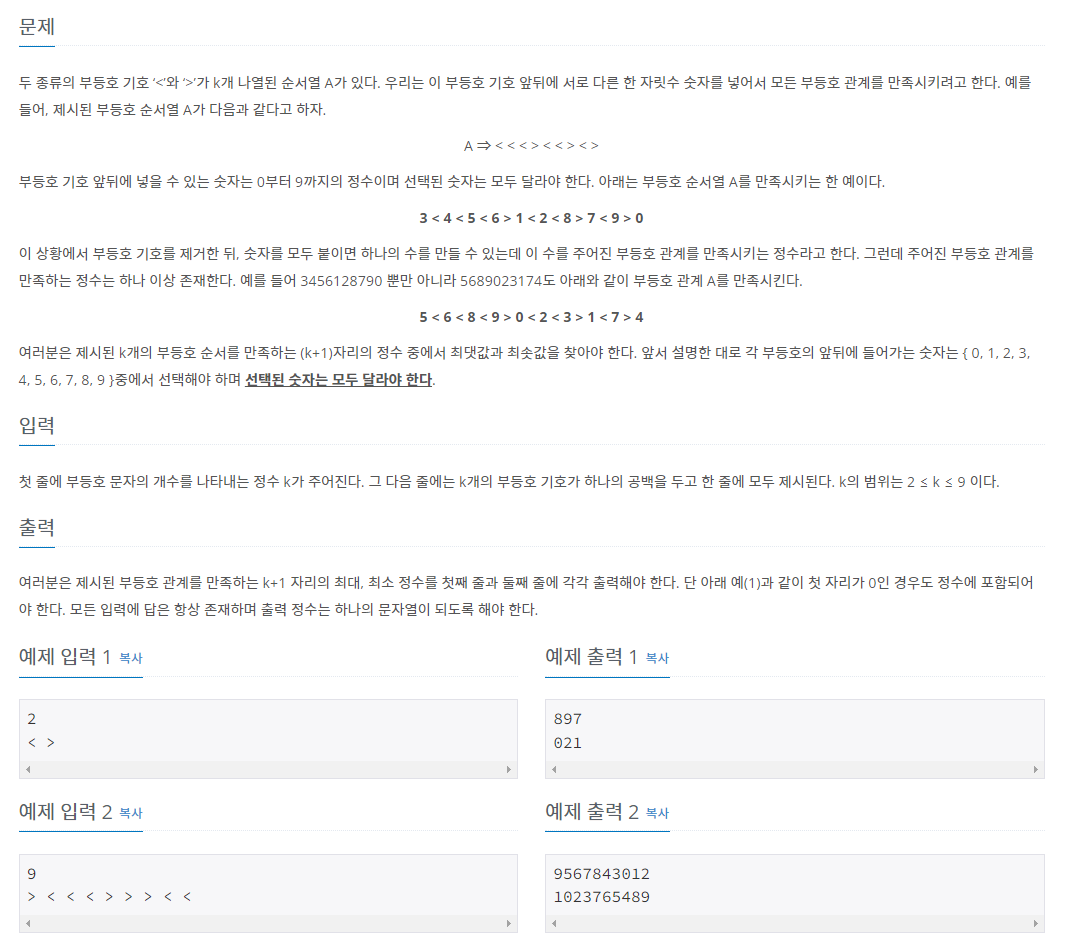 문제
두 종류의 부등호 기호 ‘<’와 ‘>’가 k개 나열된 순서열 A가 있다. 우리는 이 부등호 기호 앞뒤에 서로 다른 한 자릿수 숫자를 넣어서 모든 부등호 관계를 만족시키려고 한다. 예를
들어, 제시된 부등호 순서열 A가 다음과 같다고 하자.
A ⇒ < < < > < < > < >
부등호 기호 앞뒤에 넣을 수 있는 숫자는 0부터 9까지의 정수이며 선택된 숫자는 모두 달라야 한다. 아래는 부등호 순서열 A를 만족시키는 한 예이다.
3 < 4 < 5 < 6 > 1 < 2 < 8 > 7 < 9 > 0
이 상황에서 부등호 기호를 제거한 뒤, 숫자를 모두 붙이면 하나의 수를 만들 수 있는데 이 수를 주어진 부등호 관계를 만족시키는 정수라고 한다. 그런데 주어진 부등호 관계를
만족하는 정수는 하나 이상 존재한다. 예를 들어 3456128790 뿐만 아니라 5689023174도 아래와 같이 부등호 관계 A를 만족시킨다.
5 < 6 < 8 < 9 > 0 < 2 < 3 > 1 < 7 > 4
여러분은 제시된 k개의 부등호 순서를 만족하는 (k+1)자리의 정수 중에서 최댓값과 최솟값을 찾아야 한다. 앞서 설명한 대로 각 부등호의 앞뒤에 들어가는 숫자는 { 0, 1, 2, 3,
4, 5, 6, 7, 8, 9 }중에서 선택해야 하며 선택된 숫자는 모두 달라야 한다.
입력
첫 줄에 부등호 문자의 개수를 나타내는 정수 k가 주어진다. 그 다음 줄에는 k개의 부등호 기호가 하나의 공백을 두고 한 줄에 모두 제시된다. k의 범위는 2 ≤ k ≤ 9 이다.
출력
여러분은 제시된 부등호 관계를 만족하는 k+1 자리의 최대, 최소 정수를 첫째 줄과 둘째 줄에 각각 출력해야 한다. 단 아래 예(1)과 같이 첫 자리가 0인 경우도 정수에 포함되어
야 한다. 모든 입력에 답은 항상 존재하며 출력 정수는 하나의 문자열이 되도록 해야 한다.
예제 입력 1 복사
2
< >
예제 출력 1 복사
897
021
예제 입력 2 복사
9
> < < < > > > < <
예제 출력 2 복사
9567843012
1023765489